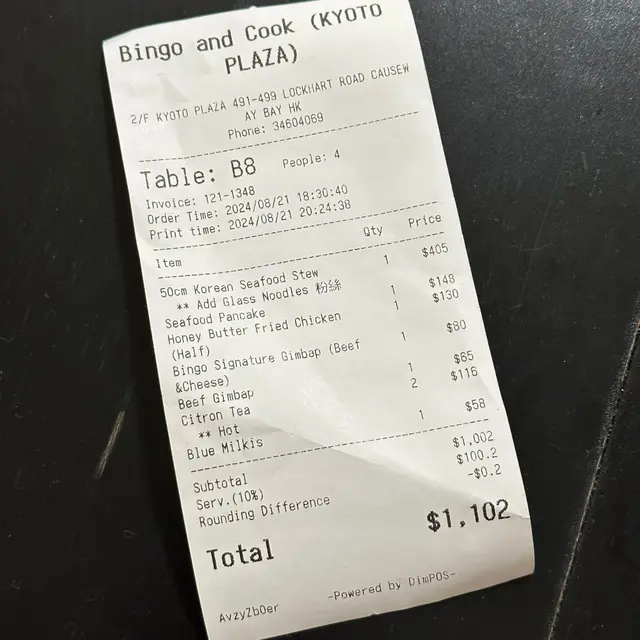 Bingo and Cook (KYOTO
PLAZA)
2/F KYOTO PLAZA 491-499 LOCKHART ROAD CAUSEW
AY BAY HK
Phone: 34604069
Table: B8 People: 4
Invoice: 121-1348
Order Time: 2024/08/21 18:30:40
Print time: 2024/08/21 20:24:38
Item Qty Price
50cm Korean Seafood Stew 1 $405
** Add Glass Noodles 粉絲
Seafood Pancake 1 $148
Honey Butter Fried Chicken 1 $130
(Half)
Bingo Signature Gimbap (Beef 1 $80
&Cheese)
Beef Gimbap 1 $65
Citron Tea 2 $116
** Hot
Blue Milkis 1 $58
Subtotal $1,002
Serv.(10%) $100.2
Rounding Difference -$0.2
Total $1,102
AvzyZbOer -Powered by DimPOS-